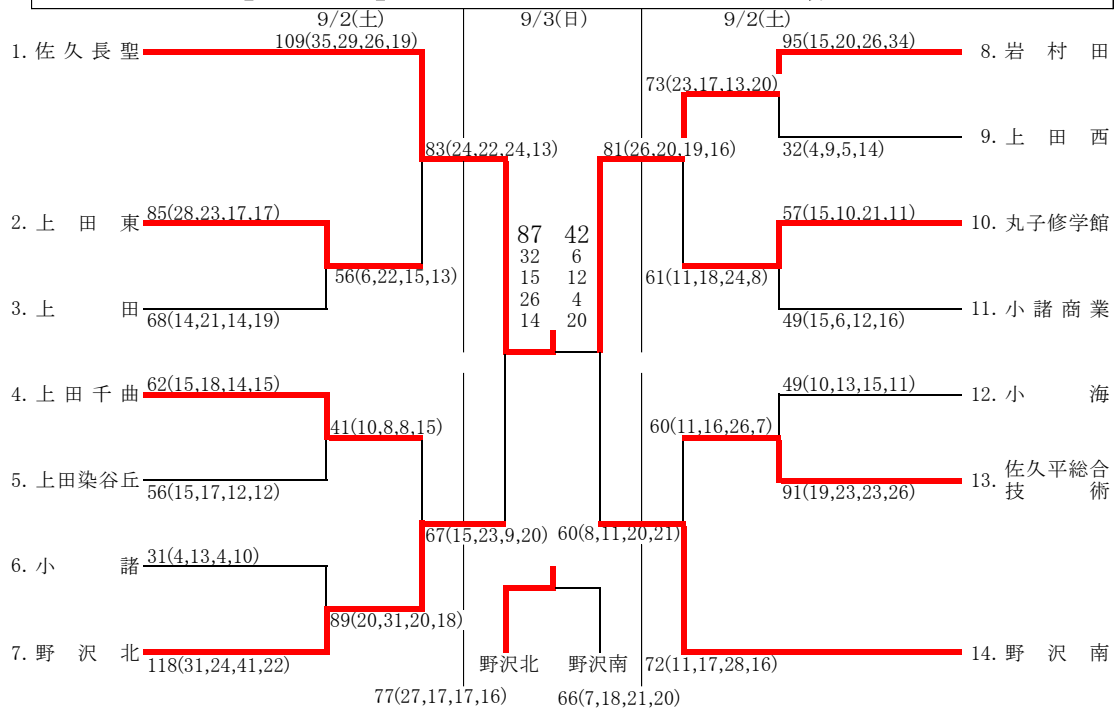 9/2(土) 9/3(日) 9/2(土)
109(35,29,26,19) 95(15,20,26,34)
1. 佐久長聖 8. 岩村田
73(23,17,13,20)
83(24,22,24,13) 81(26,20,19,16) 32(4,9,5,14) 9. 上田西
85(28,23,17,17) 57(15,10,21,11)
2. 上田東 10. 丸子修学館
87 42
32 6
15 12
26 4
14 20
56(6,22,15,13) 61(11,18,24,8)
3. 上田 11. 小諸商業
68(14,21,14,19) 49(15,6,12,16)
62(15,18,14,15) 49(10,13,15,11)
4. 上田千曲 12. 小海
41(10,8,8,15) 60(11,16,26,7)
5. 上田染谷丘 13. 佐久平総合
技術
56(15,17,12,12) 91(19,23,23,26)
67(15,23,9,20) 60(8,11,20,21)
6. 小諸 31(4,13,4,10)
89(20,31,20,18)
7. 野沢北 野沢北 野沢南 14. 野沢南
118(31,24,41,22) 72(11,17,28,16)
77(27,17,17,16) 66(7,18,21,20)